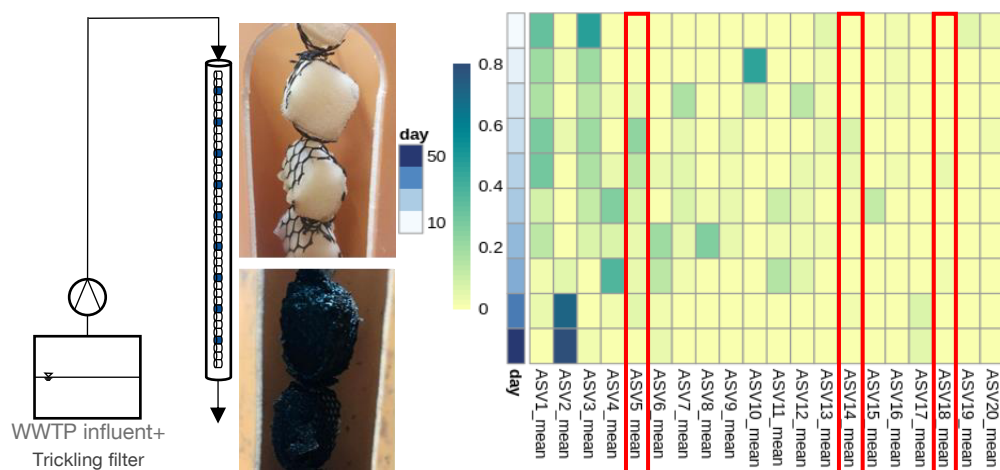 WWTP influent+
Trickling filter
0.8
0.6
0.4
0.2
0
day
50
10
day
ASV1_mean
ASV2_mean
ASV3_mean
ASV4_mean
ASV5_mean
ASV6_mean
ASV7_mean
ASV8_mean
ASV9_mean
ASV10_mean
ASV11_mean
ASV12_mean
ASV13_mean
ASV14_mean
ASV15_mean
ASV16_mean
ASV17_mean
ASV18_mean
ASV19_mean
ASV20_mean